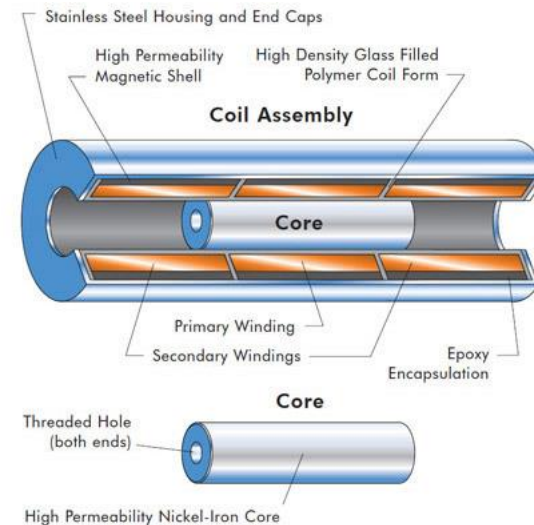 Stainless Steel Housing and End Caps
High Permeability
Magnetic Shell
High Density Glass Filled
Polymer Coil Form
Coil Assembly
Core
Primary Winding
Secondary Windings
Epoxy
Encapsulation
Core
Threaded Hole
(both ends)
High Permeability Nickel-Iron Core